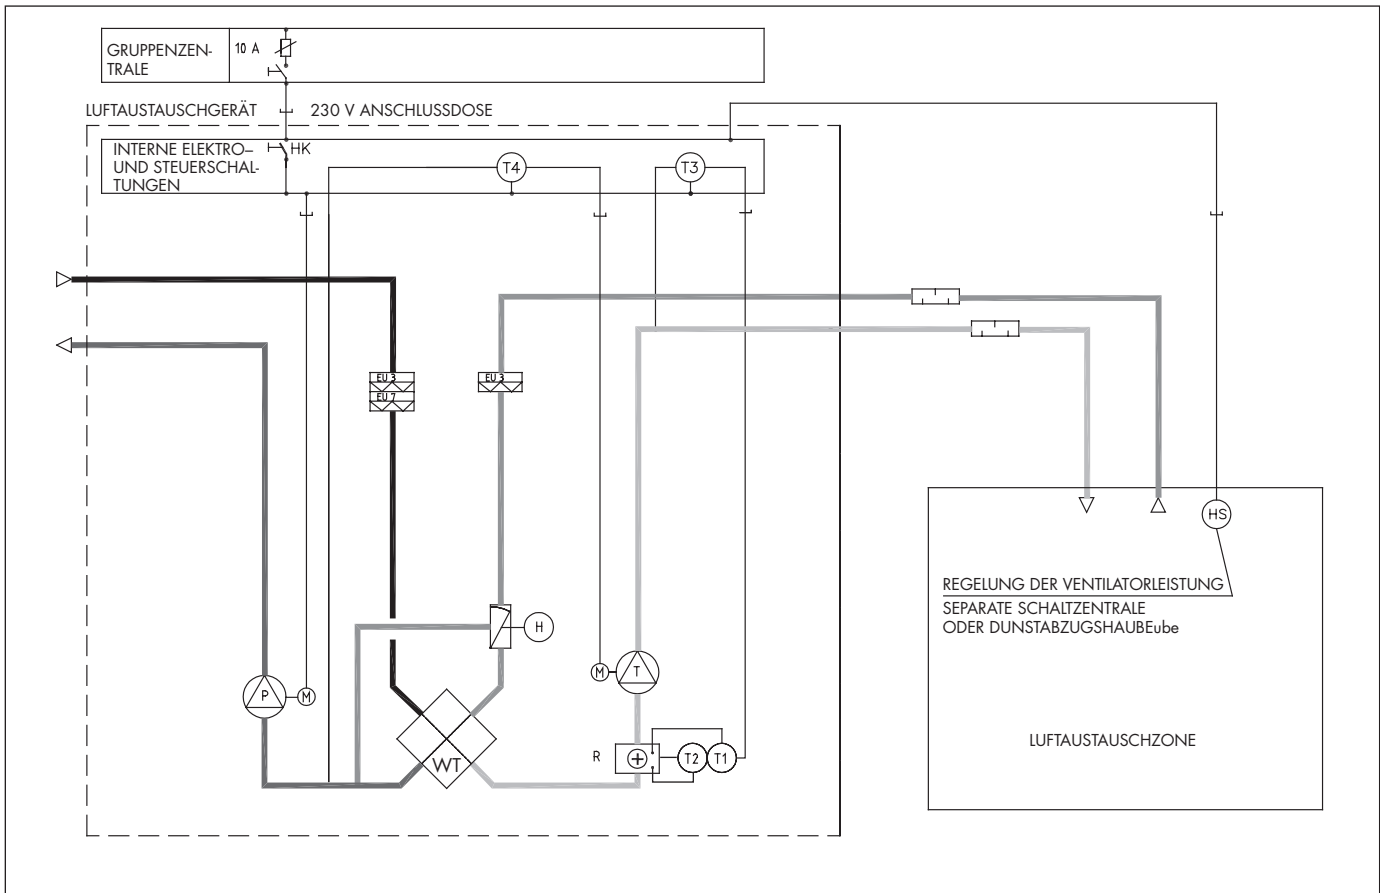 GRUPPENZEN-
TRALE
10 A
LUFTAUSTAUSCHGERÄT
230 V ANSCHLUSSDOSE
INTERNE ELEKTRO–
UND STEUERSCHAL-
TUNGEN
HK
T4
T3
EU 3
EU 7
EU 3
HS
REGELUNG DER VENTILATORLEISTUNG
SEPARATE SCHALTZENTRALE
ODER DUNSTABZUGSHAUBEube
H
M
T
P
M
WT
R
T2
T1
LUFTAUSTAUSCHZONE